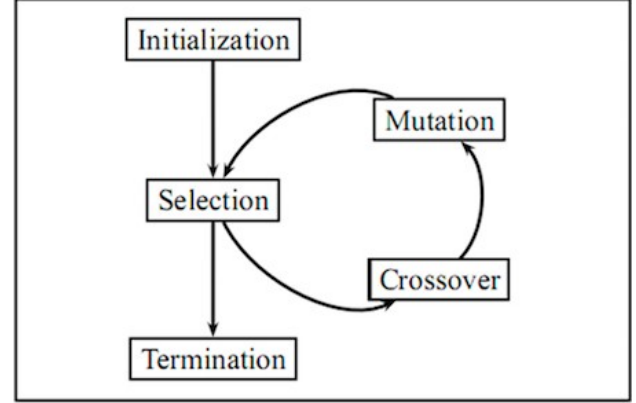 Initialization
Mutation
Selection
Crossover
Termination